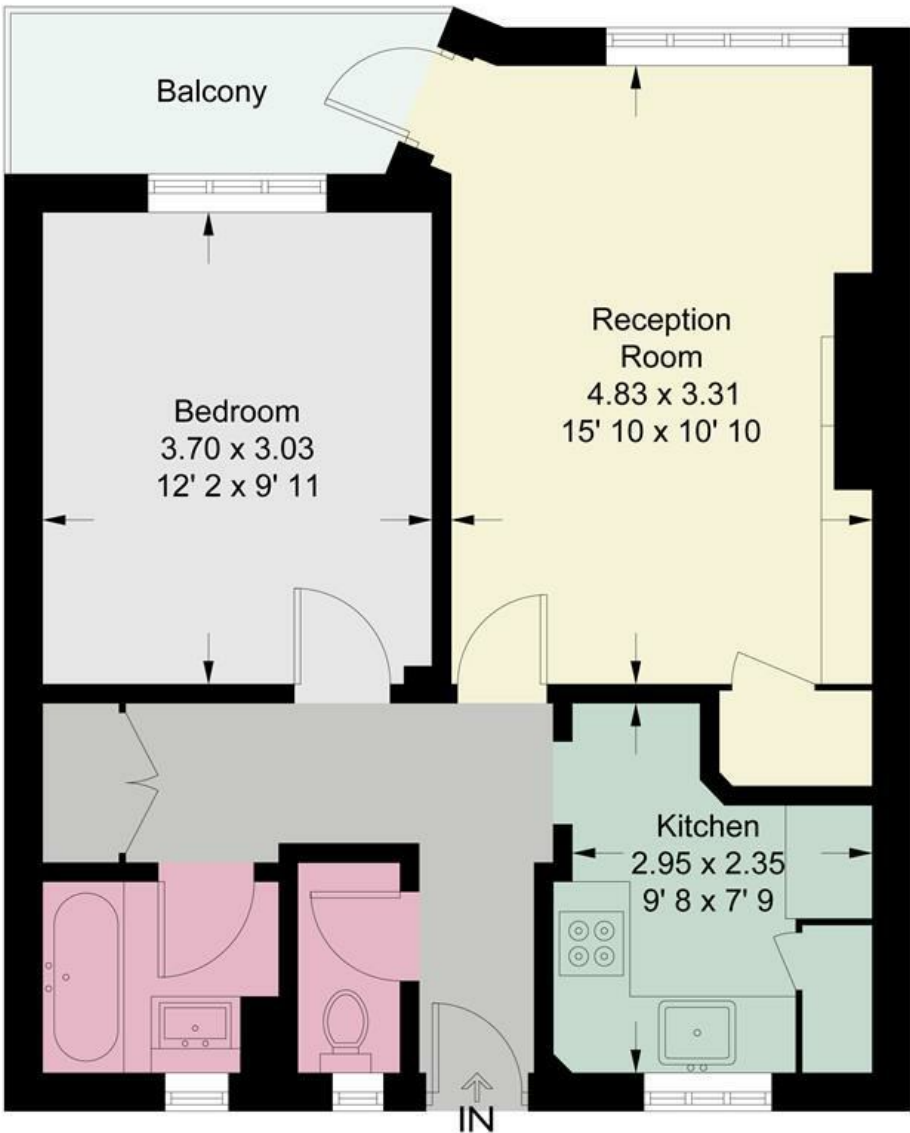 Balcony
Reception
Room
4.83 x 3.31
15' 10 x 10' 10
Bedroom
3.70 x 3.03
12' 2 x 9' 11
Kitchen
2.95 x 2.35
9' 8 x 7' 9
IN